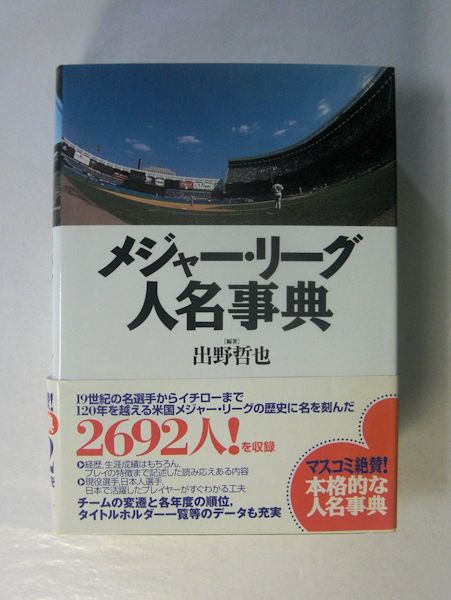 メジャー・リーグ
人名事典
[編著]
出野哲也
19世紀の名選手からイチローまで
120年を越える米国メジャー・リーグの歴史に名を刻んだ
2692人!を収録
▷経歴、生涯成績はもちろん、
プレイの特徴まで記述した読み応えある内容
▷現役選手、日本人選手、
日本で活躍したプレイヤーがすぐわかる工夫
チームの変遷と各年度の順位、
タイトルホルダー一覧等のデータも充実
マスコミ絶賛!
本格的な
人名事典